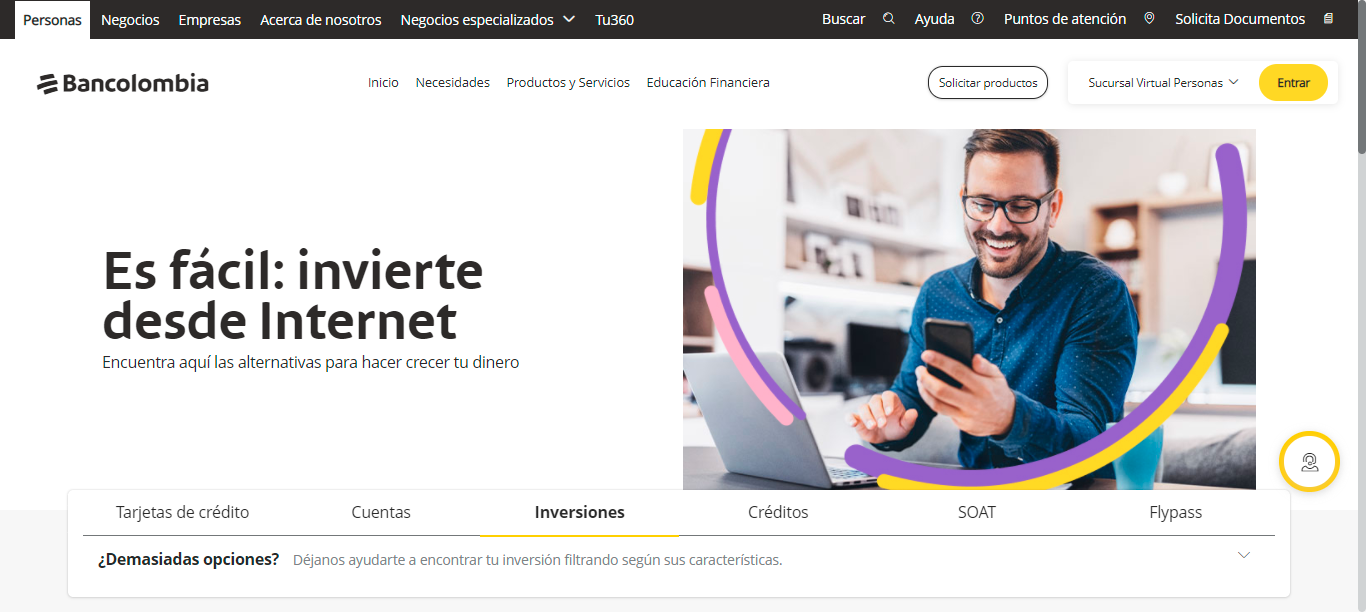 Personas Negocios Empresas Acerca de nosotros Negocios especializados Tu360 Buscar Ayuda Puntos de atención Solicita Documentos
Bancolombia Inicio Necesidades Productos y Servicios Educación Financiera Solicitar productos Sucursal Virtual Personas Entrar
Es fácil: invierte
desde Internet
Encuentra aquí las alternativas para hacer crecer tu dinero
Tarjetas de crédito Cuentas Inversiones Créditos SOAT Flypass
¿Demasiadas opciones? Déjanos ayudarte a encontrar tu inversión filtrando según sus características.